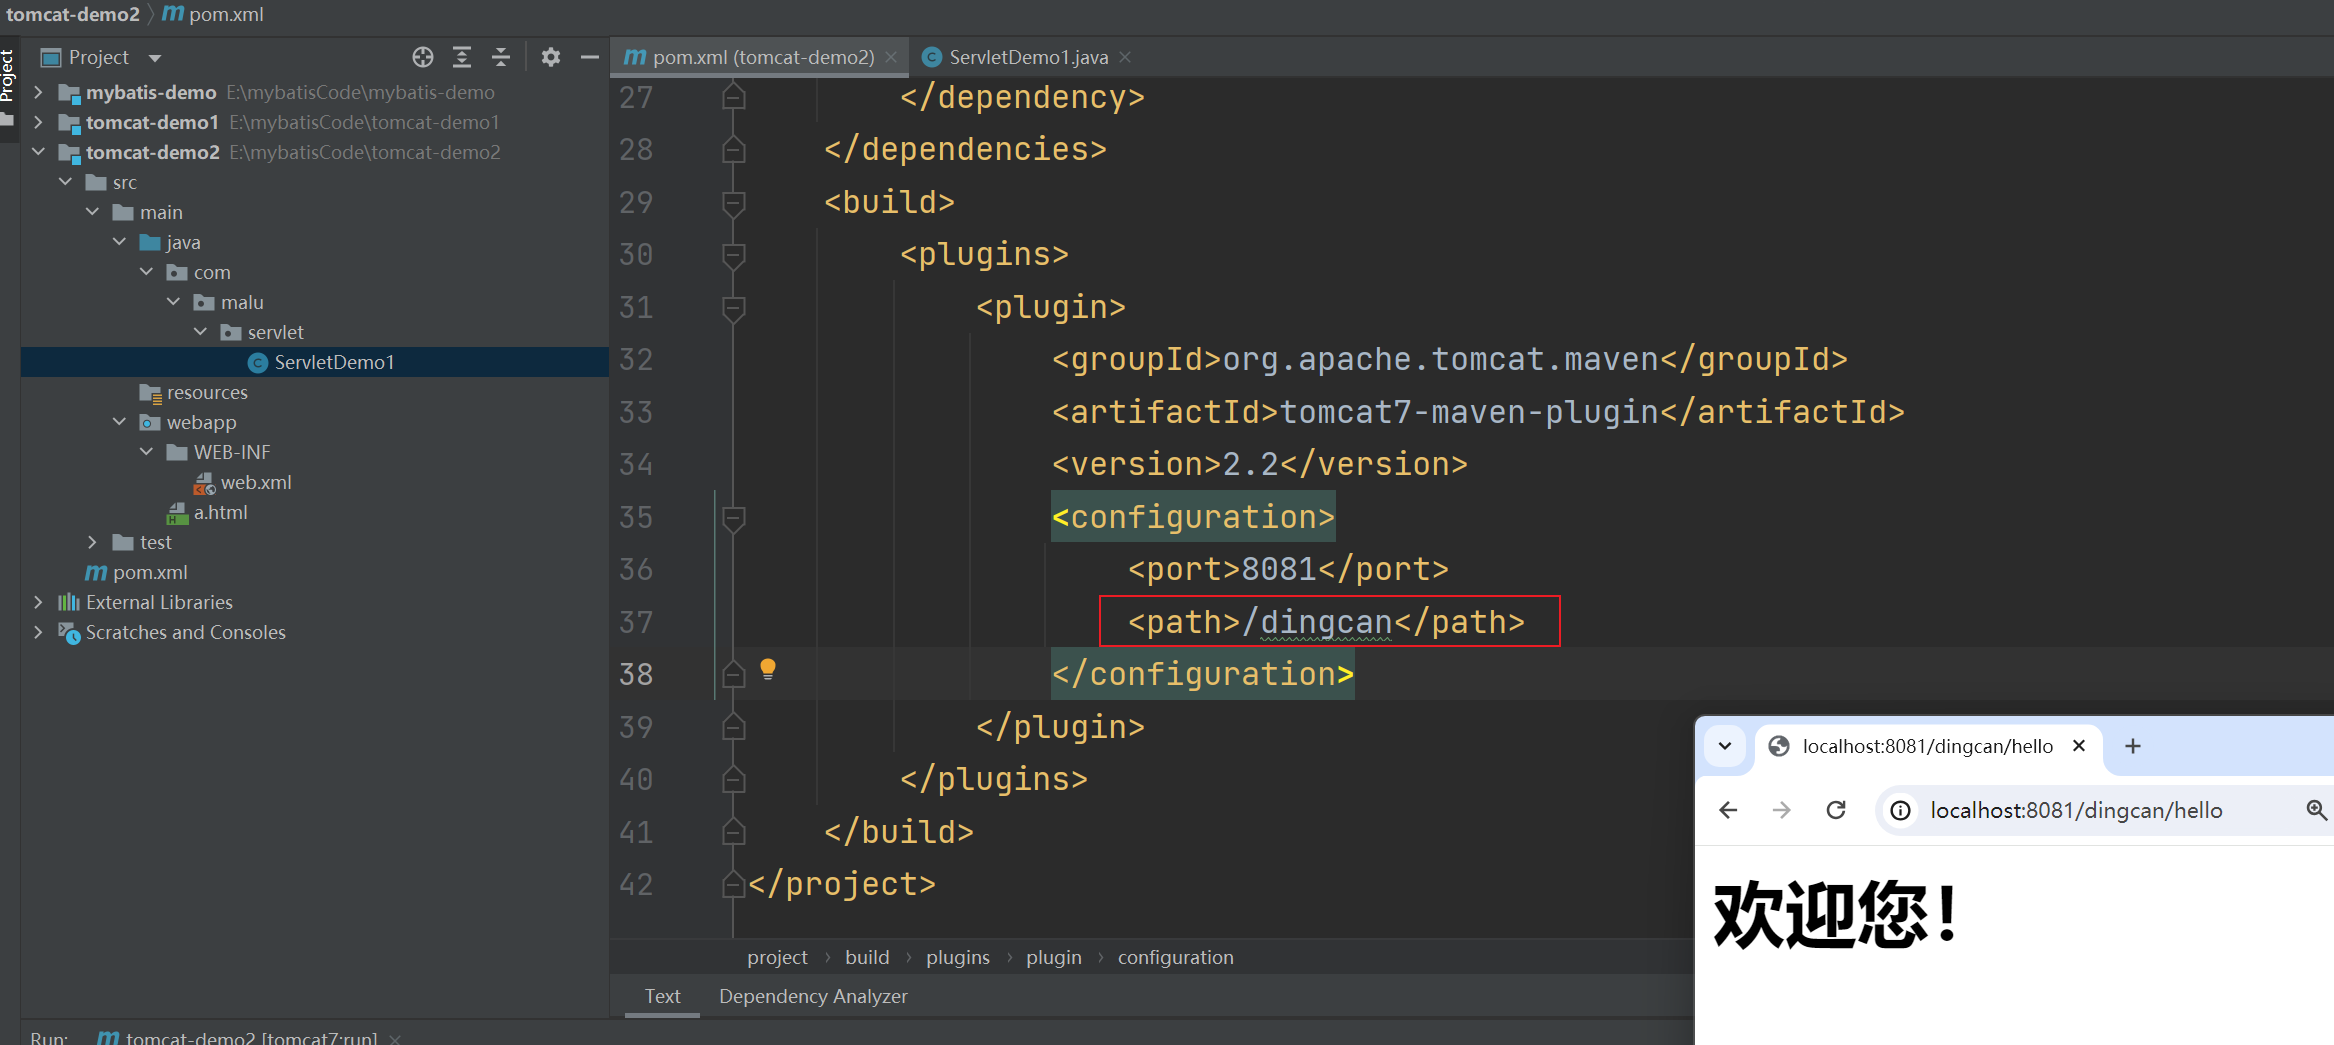 tomcat-demo2 pom.xml
Project
Project
mybatis-demo E:\mybatisCode\mybatis-demo
tomcat-demo1 E:\mybatisCode\tomcat-demo1
tomcat-demo2 E:\mybatisCode\tomcat-demo2
src
main
java
com
malu
servlet
ServletDemo1
resources
webapp
WEB-INF
web.xml
a.html
test
pom.xml
External Libraries
Scratches and Consoles
pom.xml (tomcat-demo2) ServletDemo1.java
27 </dependency>
28 </dependencies>
29 <build>
30 <plugins>
31 <plugin>
32 <groupId>org.apache.tomcat.maven</groupId>
33 <artifactId>tomcat7-maven-plugin</artifactId>
34 <version>2.2</version>
35 <configuration>
36 <port>8081</port>
37 <path>/dingcan</path>
38 </configuration>
39 </plugin>
40 </plugins>
41 </build>
42 </project>
project › build › plugins › plugin › configuration
Text Dependency Analyzer
Run: tomcat-demo2 [tomcat7:run]
localhost:8081/dingcan/hello
localhost:8081/dingcan/hello
欢迎您!